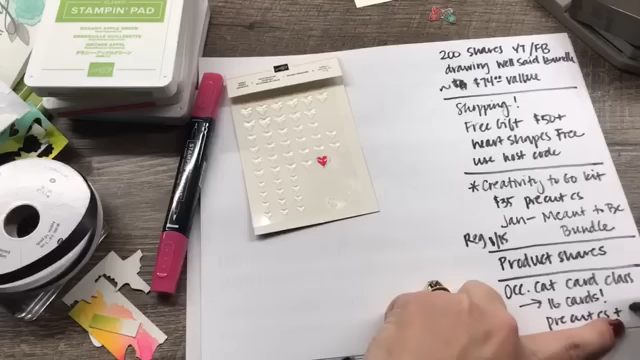 STAMPIN' PAD
200 shares YT/FB
drawing Well Said Bundle
$74.00 value
Shopping!
Free Gift $50+
heart shapes Free
use host code
*Creativity to Go kit
$35 precut cs
Jan- Meant to Be
Bundle
Reg 1/15
Product shares
Occ. Cat card class
→ 16 cards!
precut cs +